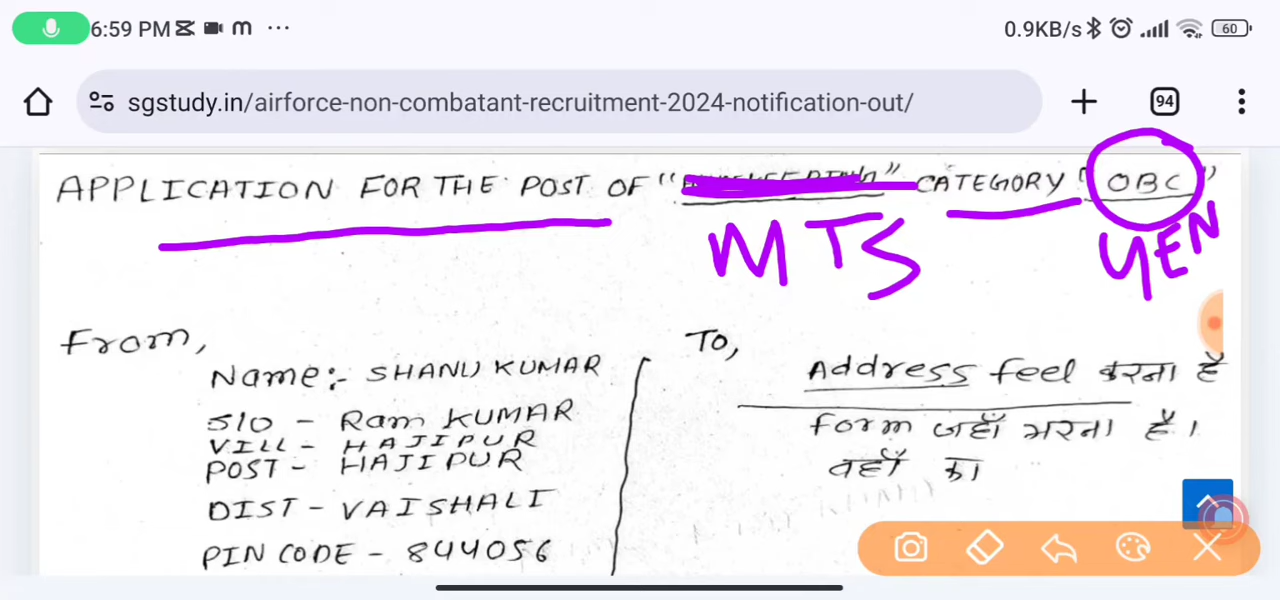 6:59 PM m ... 0.9KB/s 60
sgstudy.in/airforce-non-combatant-recruitment-2024-notification-out/ 94
APPLICATION FOR THE POST OF " " CATEGORY "OBC"
MTS
From,
To,
Name:- SHANU KUMAR
Address feel करना है
S/O - Ram KUMAR
form जहाँ भरना है।
VILL - HAJIPUR
POST - HAJIPUR
वहाँ का
DIST - VAISHALI
PIN CODE - 844056